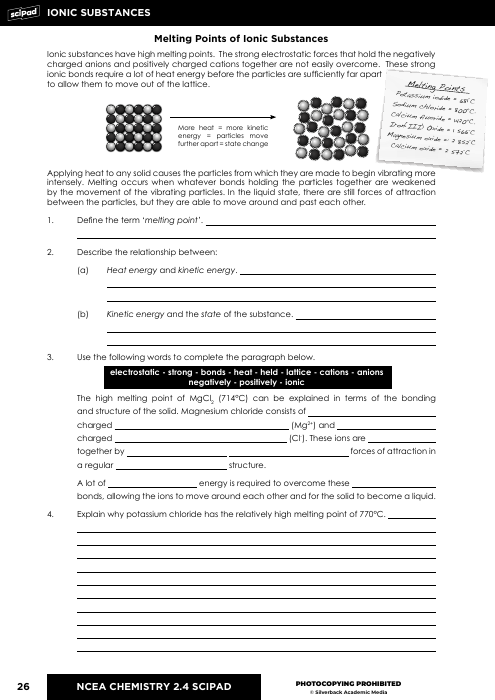 scipad IONIC SUBSTANCES
Melting Points of Ionic Substances
Ionic substances have high melting points. The strong electrostatic forces that hold the negatively
charged anions and positively charged cations together are not easily overcome. These strong
ionic bonds require a lot of heat energy before the particles are sufficiently far apart
to allow them to move out of the lattice.
Melting Points
Potassium iodide = 681°C
Sodium chloride = 800°C
Iron(III) Oxide = 1 566°C
Magnesium oxide = 2 852°C
More heat = more kinetic
energy = particles move
further apart = state change
Applying heat to any solid causes the particles from which they are made to begin vibrating more
intensely. Melting occurs when whatever bonds holding the particles together are weakened
by the movement of the vibrating particles. In the liquid state, there are still forces of attraction
between the particles, but they are able to move around and past each other.
1. Define the term 'melting point'.
2. Describe the relationship between:
(a) Heat energy and kinetic energy.
(b) Kinetic energy and the state of the substance.
3. Use the following words to complete the paragraph below.
electrostatic - strong - bonds - heat - held - lattice - cations - anions
negatively - positively - ionic
The high melting point of MgCl₂ (714°C) can be explained in terms of the bonding
and structure of the solid. Magnesium chloride consists of
charged (Mg²⁺) and
charged (Cl⁻). These ions are
together by forces of attraction in
a regular structure.
A lot of energy is required to overcome these
bonds, allowing the ions to move around each other and for the solid to become a liquid.
4. Explain why potassium chloride has the relatively high melting point of 770°C.
26 NCEA CHEMISTRY 2.4 SCIPAD PHOTOCOPYING PROHIBITED
© Silverback Academic Media